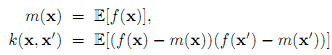 m(x) = 𝔼[f(x)],
k(x, x′) = 𝔼[(f(x) − m(x))(f(x′) − m(x′))]